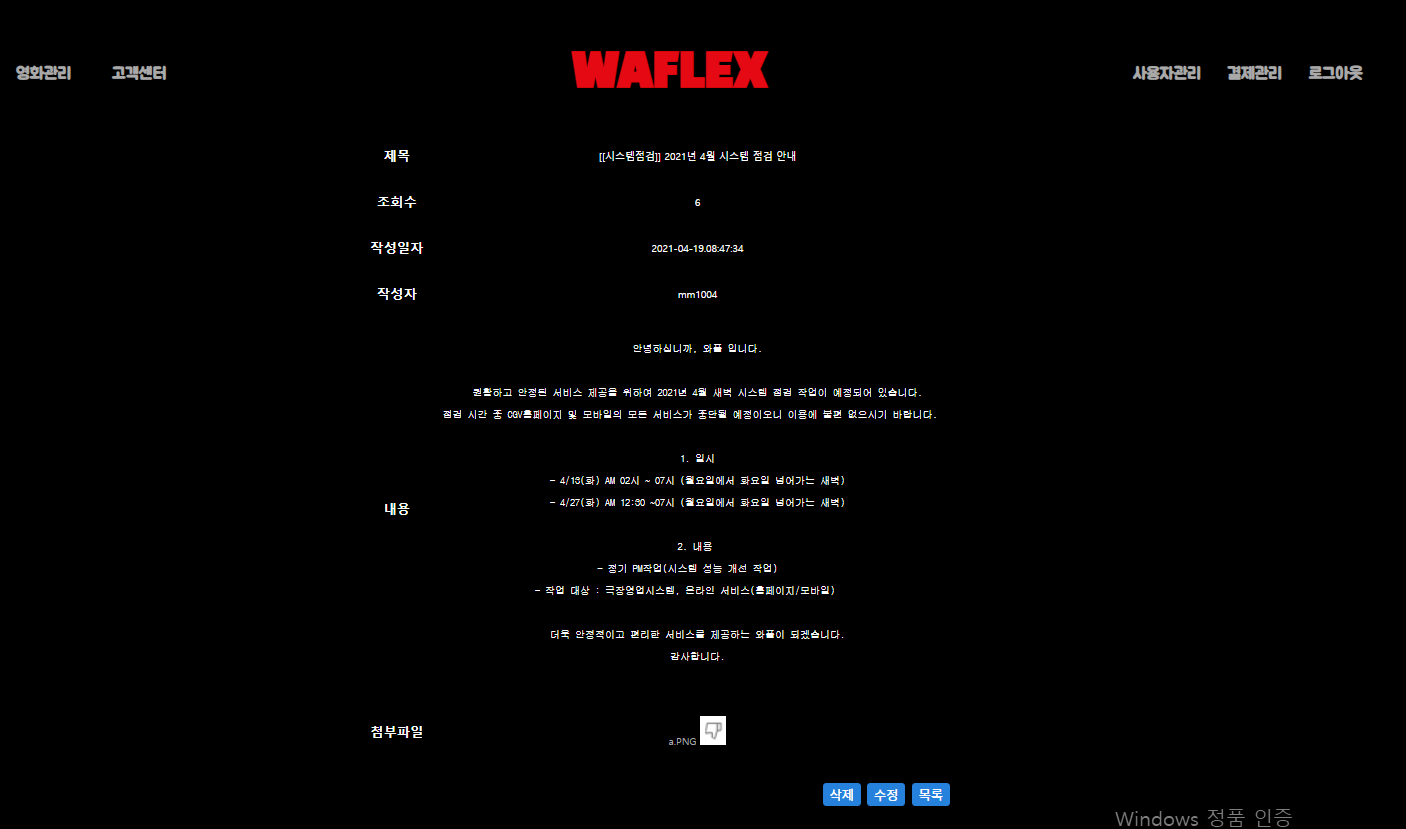 영화관리 고객센터 WAFLEX 사용자관리 결제관리 로그아웃
제목 [[시스템점검]] 2021년 4월 시스템 점검 안내
조회수 6
작성일자 2021-04-19.08:47:34
작성자 mm1004
안녕하십니까, 와플 입니다.
원활하고 안정된 서비스 제공을 위하여 2021년 4월 새벽 시스템 점검 작업이 예정되어 있습니다.
점검 시간 중 CGV홈페이지 및 모바일의 모든 서비스가 중단될 예정이오니 이용에 불편 없으시기 바랍니다.
1. 일시
- 4/13(화) AM 02시 ~ 07시 (월요일에서 화요일 넘어가는 새벽)
- 4/27(화) AM 12:30 ~07시 (월요일에서 화요일 넘어가는 새벽)
내용
2. 내용
- 정기 PM작업(시스템 성능 개선 작업)
- 작업 대상 : 극장영업시스템, 온라인 서비스(홈페이지/모바일)
더욱 안정적이고 편리한 서비스를 제공하는 와플이 되겠습니다.
감사합니다.
첨부파일 a.PNG
삭제 수정 목록
Windows 정품 인증